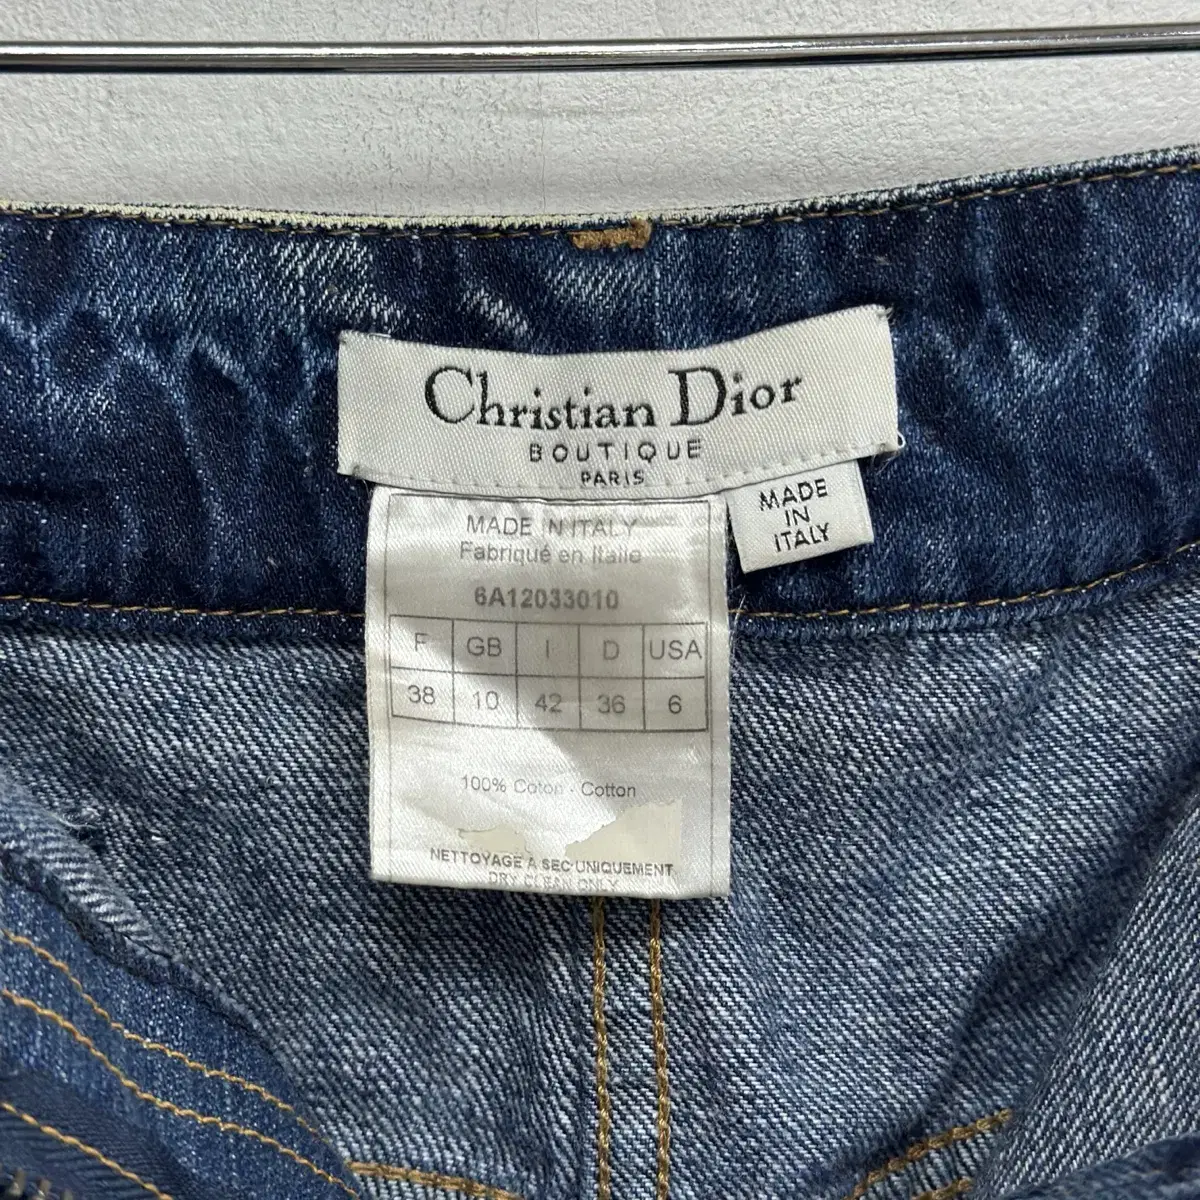 Christian Dior
BOUTIQUE
PARIS
MADE
IN
ITALY
MADE IN ITALY
Fabriqué en Italie
6A12033010
F GB I D USA
38 10 42 36 6
100% Coton - Cotton
NETTOYAGE A SEC UNIQUEMENT
DRY CLEAN ONLY